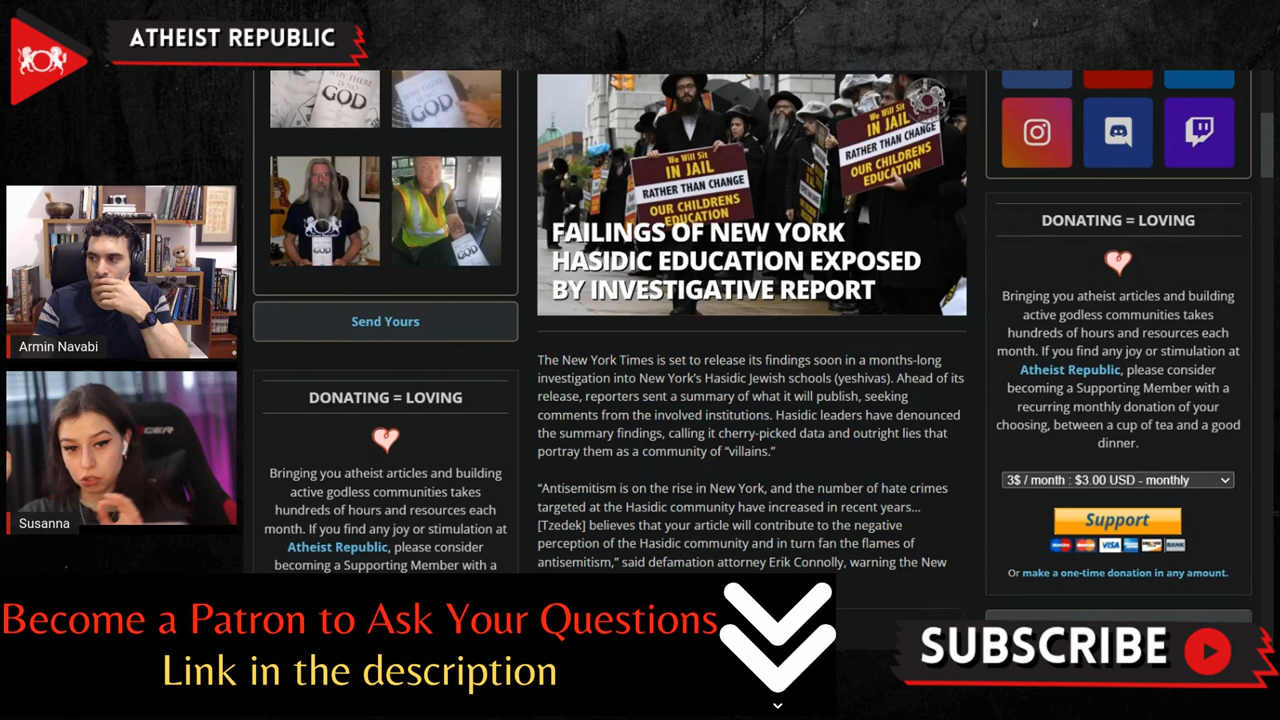 ATHEIST REPUBLIC
WHY THERE
IS NO
GOD
GOD
GOD
GOD
Send Yours
DONATING = LOVING
Bringing you atheist articles and building
active godless communities takes
hundreds of hours and resources each
month. If you find any joy or stimulation at
Atheist Republic, please consider
becoming a Supporting Member with a
We Will Sit
IN JAIL
RATHER THAN CHANGE
OUR CHILDRENS
EDUCATION
We Will Sit
IN JAIL
RATHER THAN CHANGE
OUR CHILDRENS
EDUCATION
FAILINGS OF NEW YORK
HASIDIC EDUCATION EXPOSED
BY INVESTIGATIVE REPORT
The New York Times is set to release its findings soon in a months-long
investigation into New York’s Hasidic Jewish schools (yeshivas). Ahead of its
release, reporters sent a summary of what it will publish, seeking
comments from the involved institutions. Hasidic leaders have denounced
the summary findings, calling it cherry-picked data and outright lies that
portray them as a community of “villains.”
“Antisemitism is on the rise in New York, and the number of hate crimes
targeted at the Hasidic community have increased in recent years…
[Tzedek] believes that your article will contribute to the negative
perception of the Hasidic community and in turn fan the flames of
antisemitism,” said defamation attorney Erik Connolly, warning the New
DONATING = LOVING
Bringing you atheist articles and building
active godless communities takes
hundreds of hours and resources each
month. If you find any joy or stimulation at
Atheist Republic, please consider
becoming a Supporting Member with a
recurring monthly donation of your
choosing, between a cup of tea and a good
dinner.
3$ / month : $3.00 USD - monthly
Support
VISA
BANK
Or make a one-time donation in any amount.
Armin Navabi
CER
Susanna
Become a Patron to Ask Your Questions
Link in the description
SUBSCRIBE